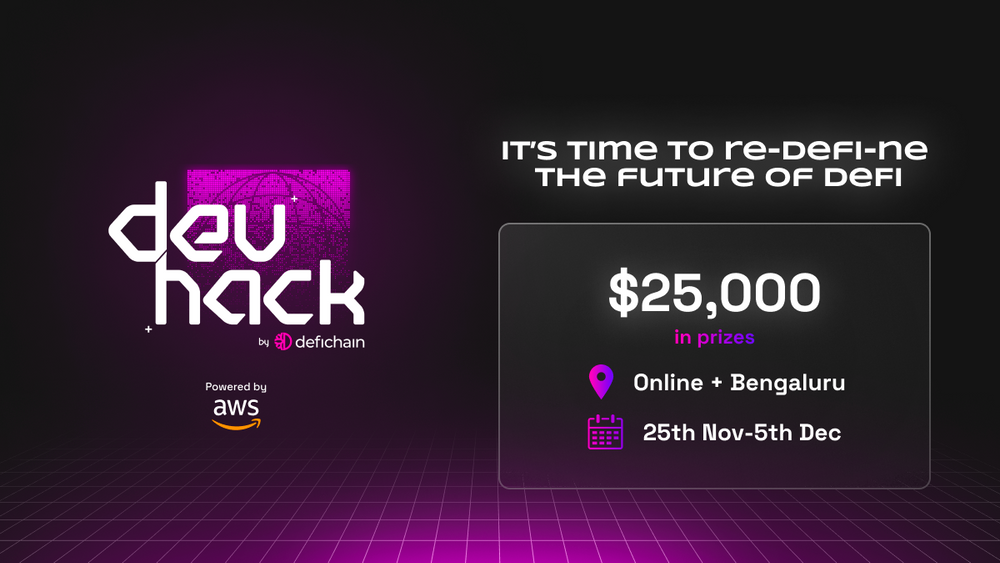 dev
hack
by defichain
Powered by
aws
IT'S TIME TO re-DEFI-ne
THE FUTURE OF DEFI
$25,000
in prizes
Online + Bengaluru
25th Nov-5th Dec